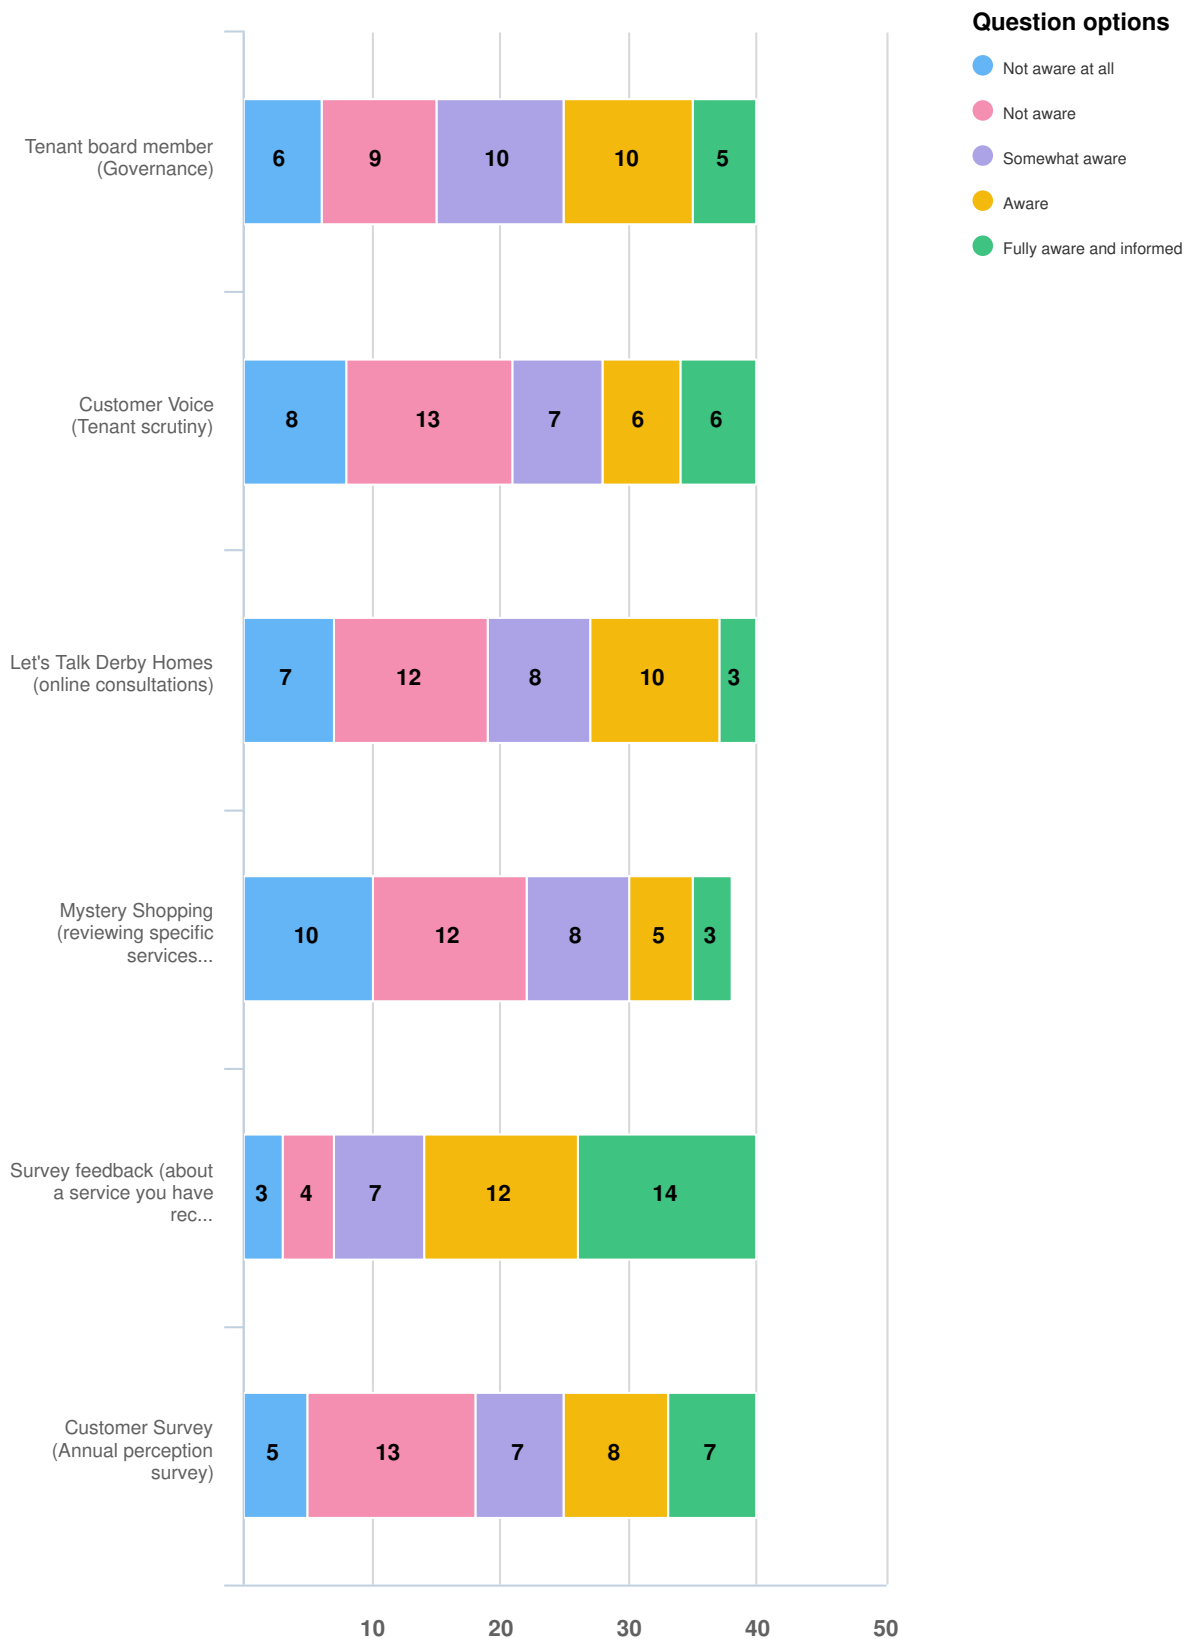 Question options
Not aware at all
Not aware
Somewhat aware
Aware
Fully aware and informed
Tenant board member
(Governance)
6 9 10 10 5
Customer Voice
(Tenant scrutiny)
8 13 7 6 6
Let's Talk Derby Homes
(online consultations)
7 12 8 10 3
Mystery Shopping
(reviewing specific
services...
10 12 8 5 3
Survey feedback (about
a service you have
rec...
3 4 7 12 14
Customer Survey
(Annual perception
survey)
5 13 7 8 7
10 20 30 40 50